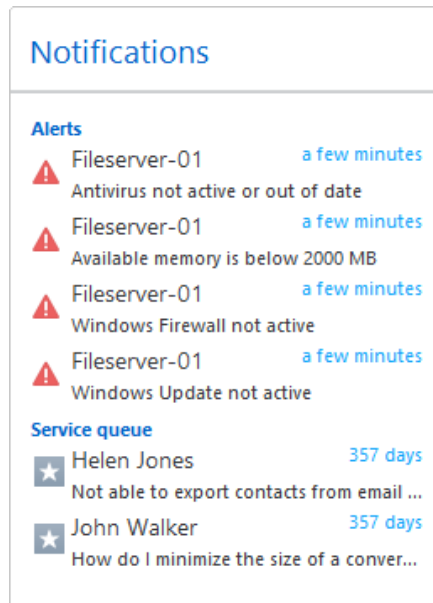 Notifications
Alerts
Fileserver-01 a few minutes
Antivirus not active or out of date
Fileserver-01 a few minutes
Available memory is below 2000 MB
Fileserver-01 a few minutes
Windows Firewall not active
Fileserver-01 a few minutes
Windows Update not active
Service queue
Helen Jones 357 days
Not able to export contacts from email ...
John Walker 357 days
How do I minimize the size of a conver...